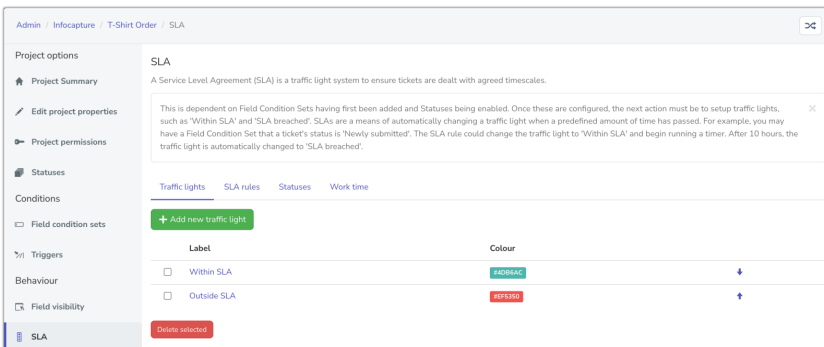 Admin / Infocapture / T-Shirt Order / SLA
Project options
Project Summary
Edit project properties
Project permissions
Statuses
Conditions
Field condition sets
Triggers
Behaviour
Field visibility
SLA
SLA
A Service Level Agreement (SLA) is a traffic light system to ensure tickets are dealt with agreed timescales.
This is dependent on Field Condition Sets having first been added and Statuses being enabled. Once these are configured, the next action must be to setup traffic lights,
such as 'Within SLA' and 'SLA breached'. SLAs are a means of automatically changing a traffic light when a predefined amount of time has passed. For example, you may
have a Field Condition Set that a ticket's status is 'Newly submitted'. The SLA rule could change the traffic light to 'Within SLA' and begin running a timer. After 10 hours, the
traffic light is automatically changed to 'SLA breached'.
Traffic lights SLA rules Statuses Work time
+ Add new traffic light
Label Colour
Within SLA #4DB6AC
Outside SLA #EF5350
Delete selected